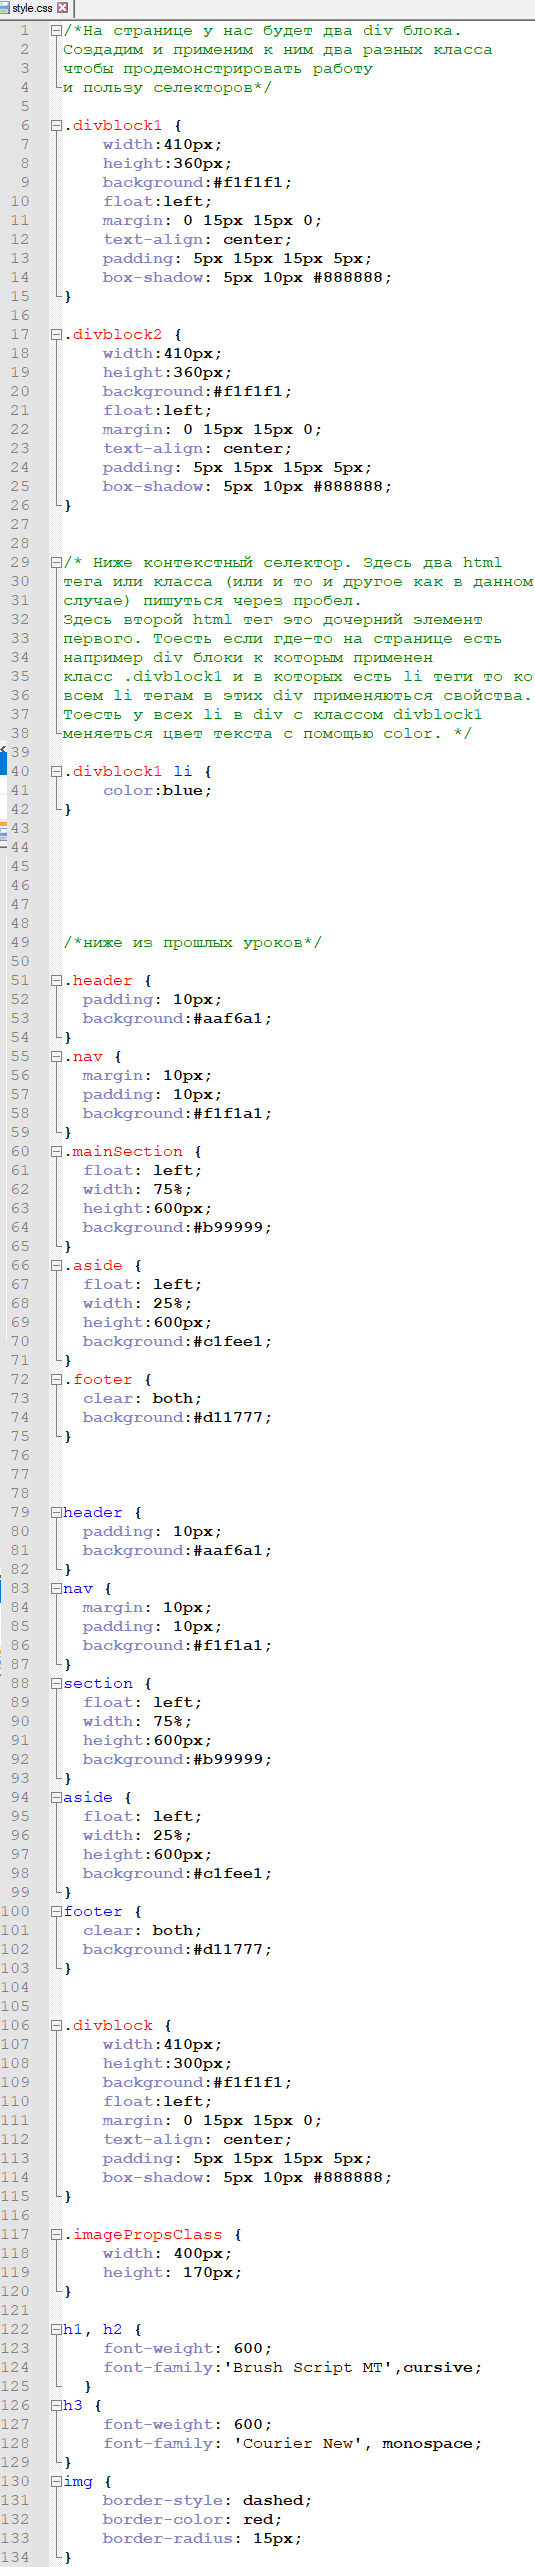 style.css
1 /*На странице у нас будет два div блока.
2 Создадим и применим к ним два разных класса
3 чтобы продемонстрировать работу
4 и пользу селекторов*/
5
6 .divblock1 {
7 width:410px;
8 height:360px;
9 background:#f1f1f1;
10 float:left;
11 margin: 0 15px 15px 0;
12 text-align: center;
13 padding: 5px 15px 15px 5px;
14 box-shadow: 5px 10px #888888;
15 }
16
17 .divblock2 {
18 width:410px;
19 height:360px;
20 background:#f1f1f1;
21 float:left;
22 margin: 0 15px 15px 0;
23 text-align: center;
24 padding: 5px 15px 15px 5px;
25 box-shadow: 5px 10px #888888;
26 }
27
28
29 /* Ниже контекстный селектор. Здесь два html
30 тега или класса (или и то и другое как в данном
31 случае) пишуться через пробел.
32 Здесь второй html тег это дочерний элемент
33 первого. Тоесть если где-то на странице есть
34 например div блоки к которым применен
35 класс .divblock1 и в которых есть li теги то ко
36 всем li тегам в этих div применяються свойства.
37 Тоесть у всех li в div с классом divblock1
38 меняеться цвет текста с помощью color. */
39
40 .divblock1 li {
41 color:blue;
42 }
43
44
45
46
47
48
49 /*ниже из прошлых уроков*/
50
51 .header {
52 padding: 10px;
53 background:#aaf6a1;
54 }
55 .nav {
56 margin: 10px;
57 padding: 10px;
58 background:#f1f1a1;
59 }
60 .mainSection {
61 float: left;
62 width: 75%;
63 height:600px;
64 background:#b99999;
65 }
66 .aside {
67 float: left;
68 width: 25%;
69 height:600px;
70 background:#c1fee1;
71 }
72 .footer {
73 clear: both;
74 background:#d11777;
75 }
76
77
78
79 header {
80 padding: 10px;
81 background:#aaf6a1;
82 }
83 nav {
84 margin: 10px;
85 padding: 10px;
86 background:#f1f1a1;
87 }
88 section {
89 float: left;
90 width: 75%;
91 height:600px;
92 background:#b99999;
93 }
94 aside {
95 float: left;
96 width: 25%;
97 height:600px;
98 background:#c1fee1;
99 }
100 footer {
101 clear: both;
102 background:#d11777;
103 }
104
105
106 .divblock {
107 width:410px;
108 height:300px;
109 background:#f1f1f1;
110 float:left;
111 margin: 0 15px 15px 0;
112 text-align: center;
113 padding: 5px 15px 15px 5px;
114 box-shadow: 5px 10px #888888;
115 }
116
117 .imagePropsClass {
118 width: 400px;
119 height: 170px;
120 }
121
122 h1, h2 {
123 font-weight: 600;
124 font-family:'Brush Script MT',cursive;
125 }
126 h3 {
127 font-weight: 600;
128 font-family: 'Courier New', monospace;
129 }
130 img {
131 border-style: dashed;
132 border-color: red;
133 border-radius: 15px;
134 }